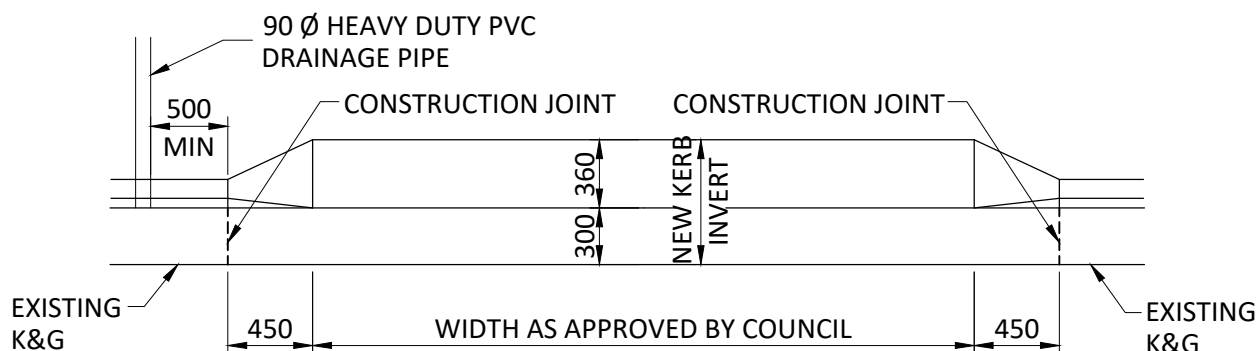 90 Ø HEAVY DUTY PVC
DRAINAGE PIPE
CONSTRUCTION JOINT
CONSTRUCTION JOINT
500
MIN
360
300
NEW KERB
INVERT
EXISTING
K&G
450
WIDTH AS APPROVED BY COUNCIL
450
EXISTING
K&G